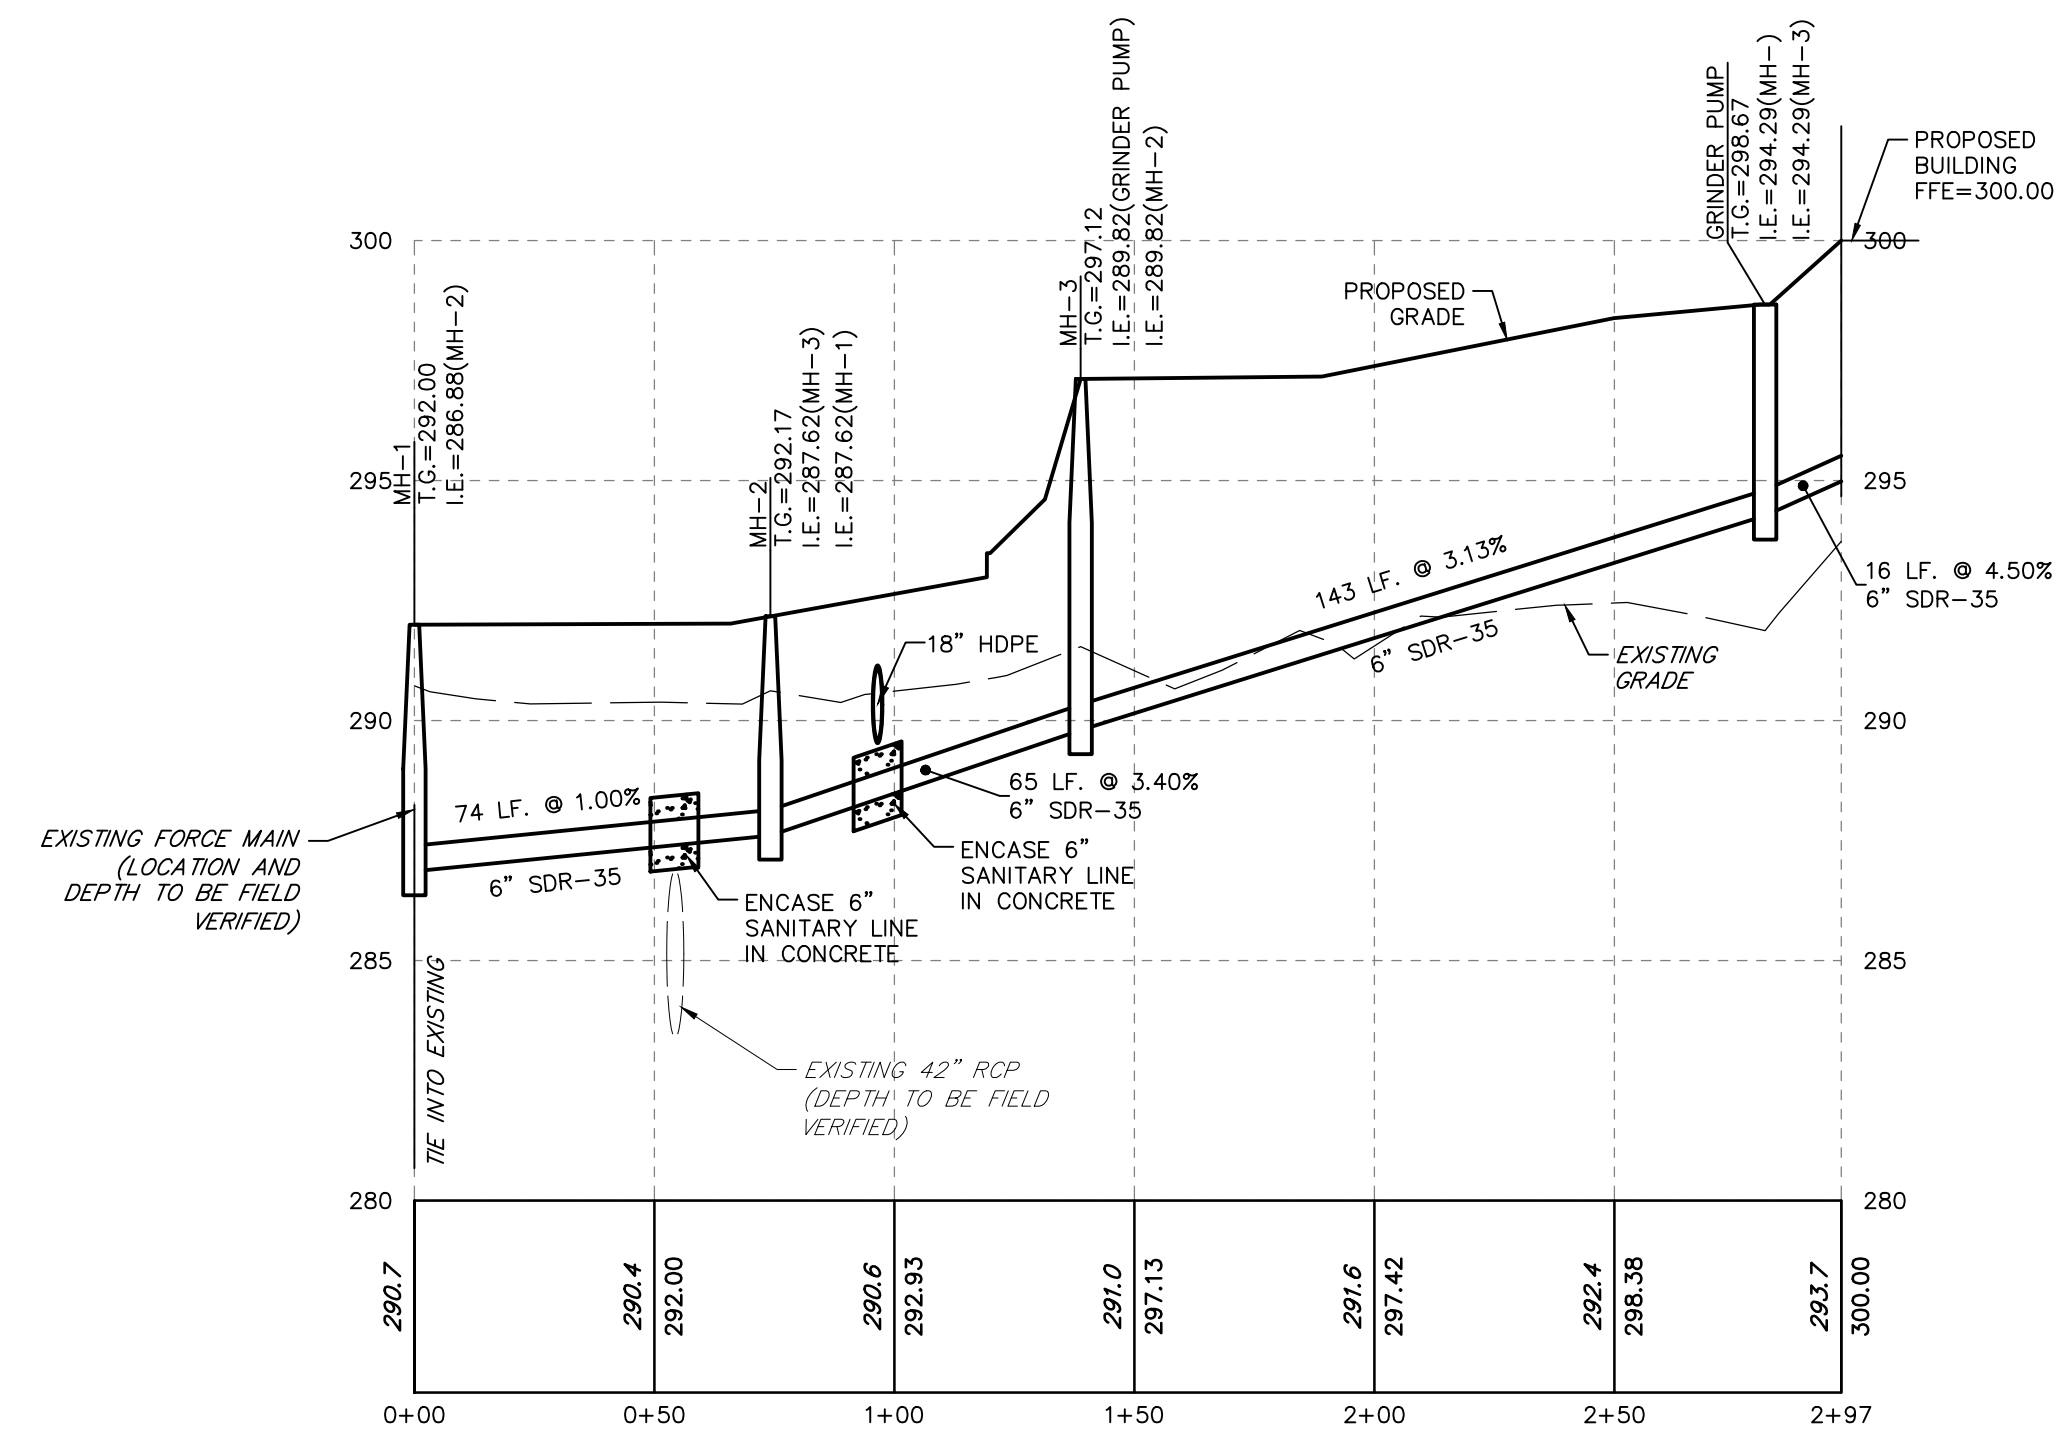 MH-1
T.G.=292.00
I.E.=286.88(MH-2)
MH-2
T.G.=292.17
I.E.=287.62(MH-3)
I.E.=287.62(MH-1)
MH-3
T.G.=297.12
I.E.=289.82(GRINDER PUMP)
I.E.=289.82(MH-2)
GRINDER PUMP
T.G.=298.67
I.E.=294.29(MH-)
I.E.=294.29(MH-3)
PROPOSED
BUILDING
FFE=300.00
300
300
PROPOSED
GRADE
295
295
143 LF. @ 3.13%
6" SDR-35
16 LF. @ 4.50%
6" SDR-35
18" HDPE
EXISTING
GRADE
290
290
74 LF. @ 1.00%
6" SDR-35
65 LF. @ 3.40%
6" SDR-35
EXISTING FORCE MAIN
(LOCATION AND
DEPTH TO BE FIELD
VERIFIED)
ENCASE 6"
SANITARY LINE
IN CONCRETE
ENCASE 6"
SANITARY LINE
IN CONCRETE
285
285
TIE INTO EXISTING
EXISTING 42" RCP
(DEPTH TO BE FIELD
VERIFIED)
280
280
290.7
290.4
292.00
290.6
292.93
291.0
297.13
291.6
297.42
292.4
298.38
293.7
300.00
0+00
0+50
1+00
1+50
2+00
2+50
2+97